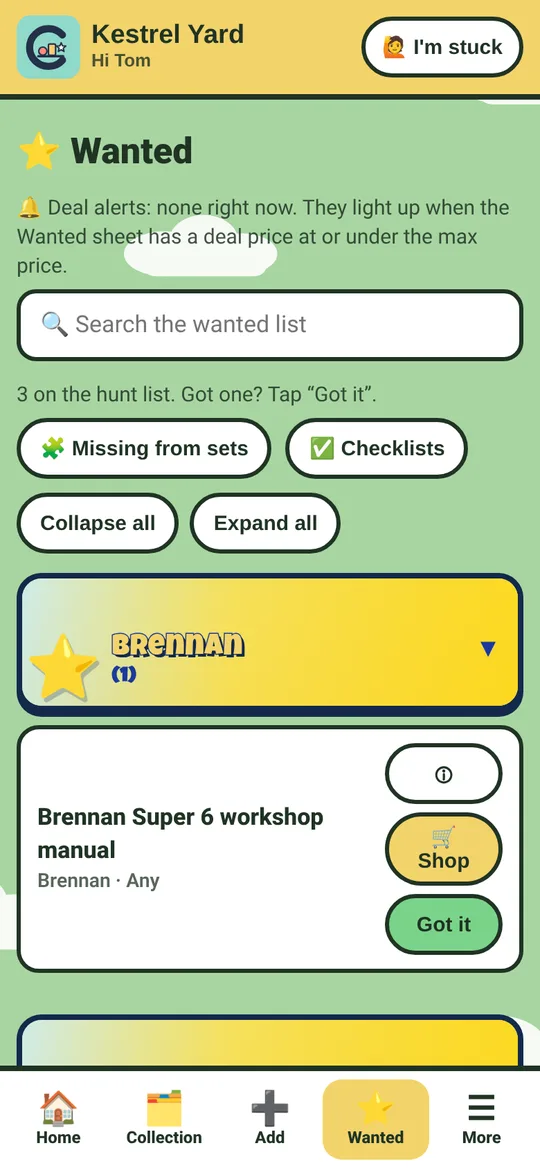 Kestrel Yard
Hi Tom
🙋 I'm stuck
⭐ Wanted
🔔 Deal alerts: none right now. They light up when the
Wanted sheet has a deal price at or under the max
price.
🔍 Search the wanted list
3 on the hunt list. Got one? Tap “Got it”.
🧩 Missing from sets
✅ Checklists
Collapse all
Expand all
Brennan
(1)
▼
Brennan Super 6 workshop
manual
Brennan · Any
ⓘ
🛒
Shop
Got it
Home
Collection
Add
Wanted
More